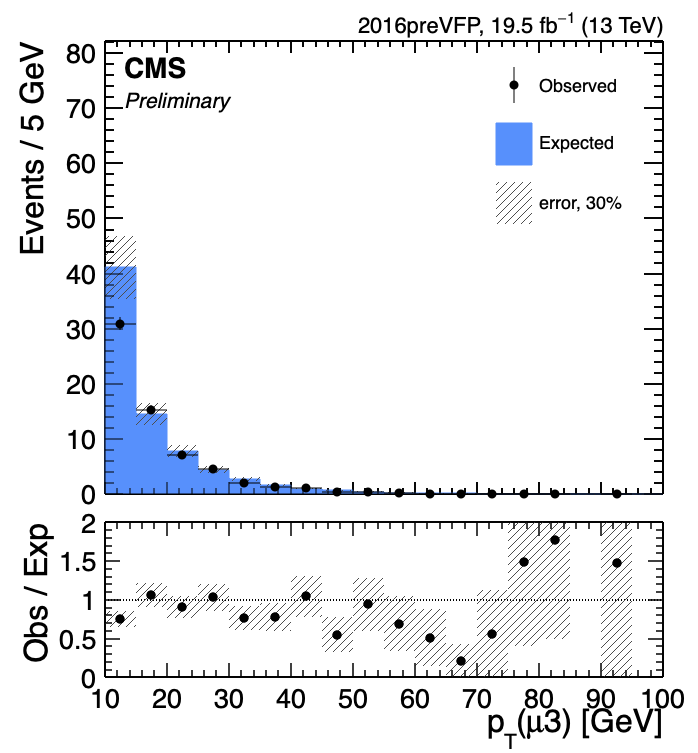 2016preVFP, 19.5 fb⁻¹ (13 TeV)
CMS
Preliminary
Observed
Expected
error, 30%
Events / 5 GeV
80
70
60
50
40
30
20
10
0
Obs / Exp
2
1.5
1
0.5
0
10 20 30 40 50 60 70 80 90 100
p_T(μ3) [GeV]